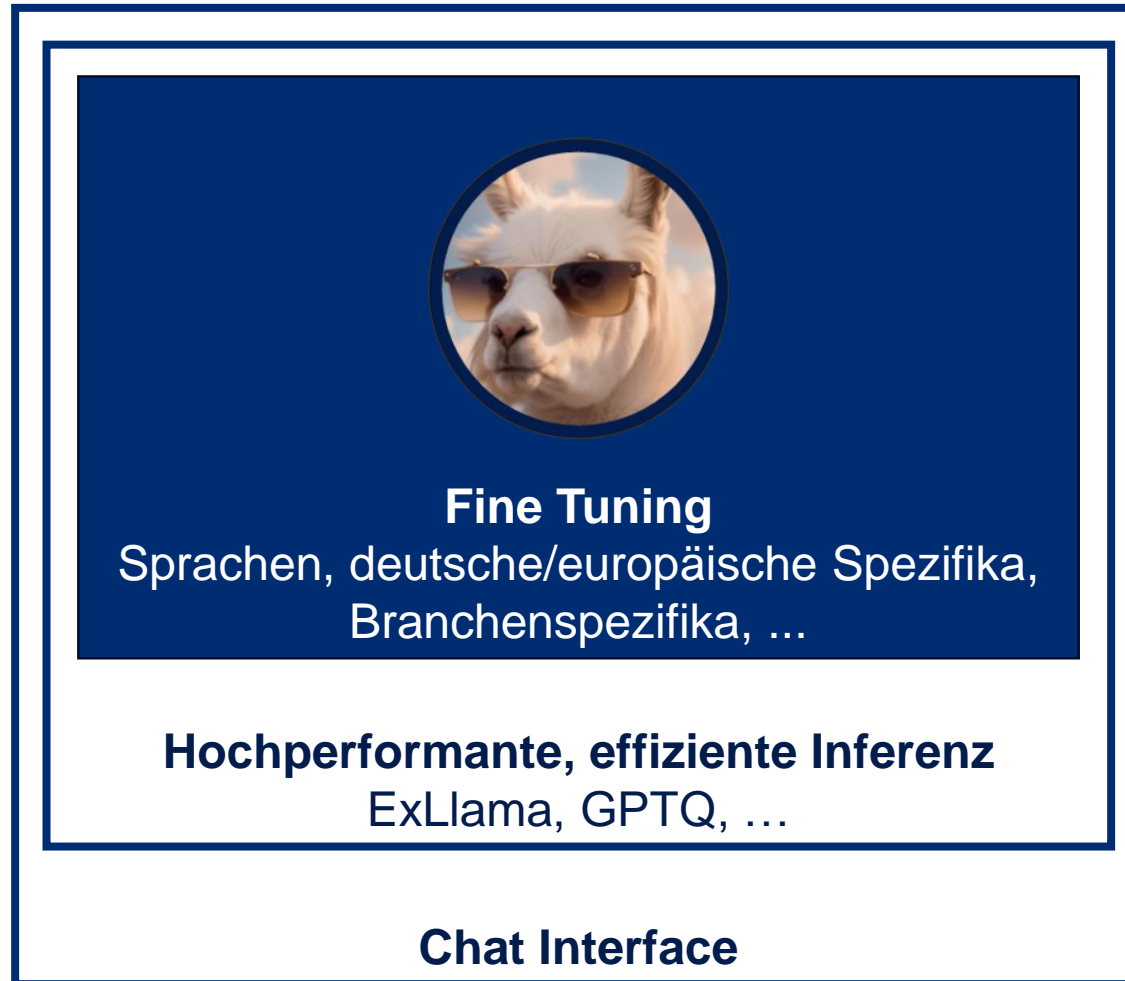 Fine Tuning
Sprachen, deutsche/europäische Spezifika,
Branchenspezifika, ...
Hochperformante, effiziente Inferenz
ExLlama, GPTQ, …
Chat Interface